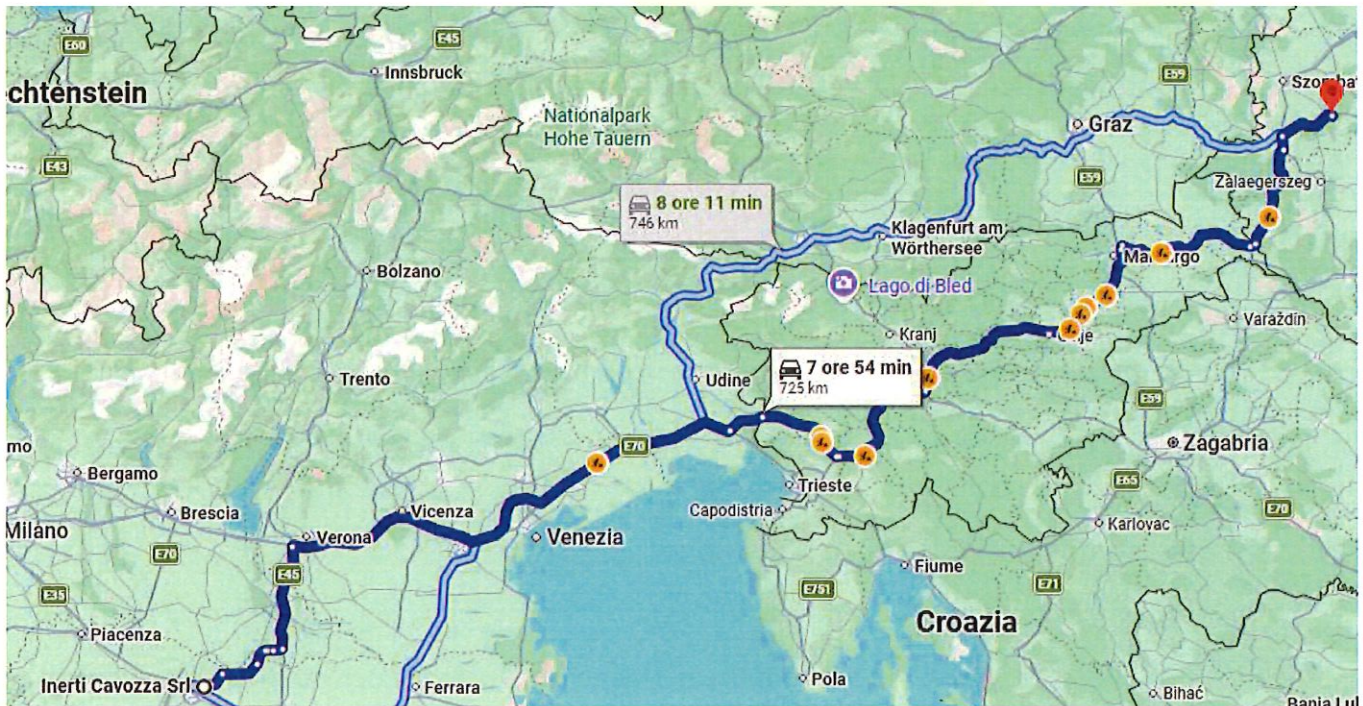 E60
E45
Innsbruck
chtenstein
E59
Szombat
Nationalpark
Hohe Tauern
Graz
E43
E59
Zalaegerszeg
8 ore 11 min
746 km
Klagenfurt am
Wörthersee
Bolzano
Lago di Bled
Kranj
Varaždin
7 ore 54 min
725 km
Trento
Udine
E59
Zagabria
E70
mo
Bergamo
Trieste
E65
Vicenza
Capodistria
Brescia
E70
Milano
Verona
Venezia
Karlovac
E70
E45
Fiume
E71
E751
E35
Croazia
Piacenza
Inerti Cavozza Srl
Ferrara
Pola
Bihać